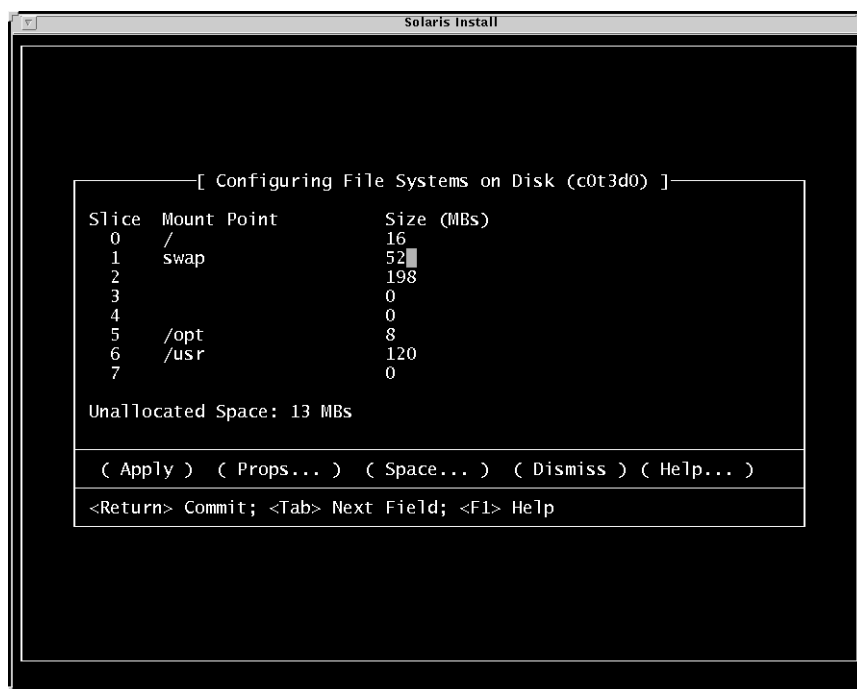 Solaris Install
[ Configuring File Systems on Disk (c0t3d0) ]
Slice Mount Point Size (MBs)
0 / 16
1 swap 52
2 198
3 0
4 0
5 /opt 8
6 /usr 120
7 0
Unallocated Space: 13 MBs
( Apply ) ( Props... ) ( Space... ) ( Dismiss ) ( Help... )
<Return> Commit; <Tab> Next Field; <F1> Help